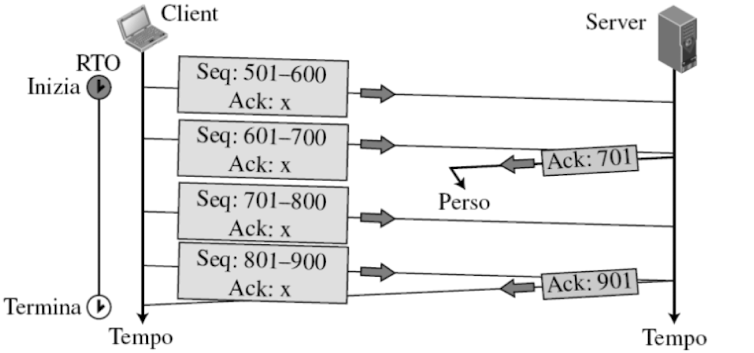 Client
Server
RTO
Inizia
Seq: 501–600
Ack: x
Seq: 601–700
Ack: x
Ack: 701
Perso
Seq: 701–800
Ack: x
Seq: 801–900
Ack: x
Ack: 901
Termina
Tempo
Tempo